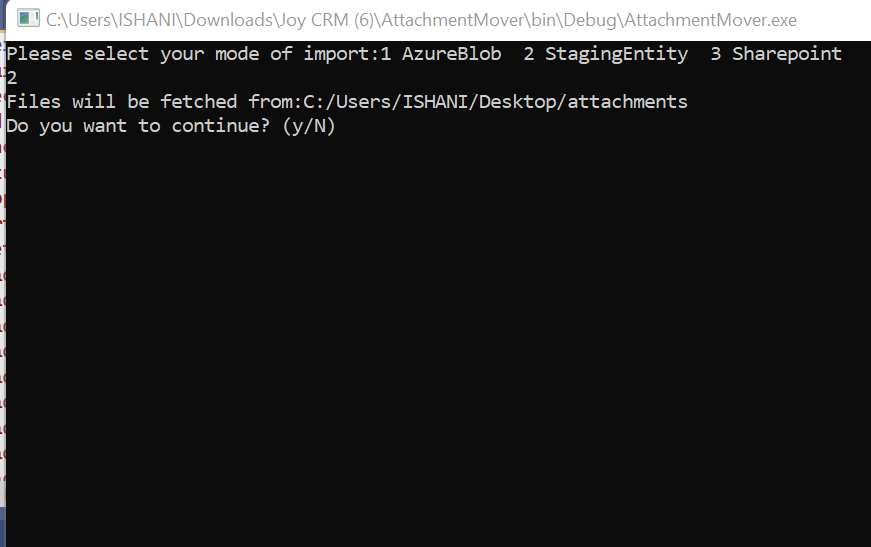 C:\Users\ISHANI\Downloads\Joy CRM (6)\AttachmentMover\bin\Debug\AttachmentMover.exe
Please select your mode of import:1 AzureBlob  2 StagingEntity  3 Sharepoint
2
Files will be fetched from:C:/Users/ISHANI/Desktop/attachments
Do you want to continue? (y/N)